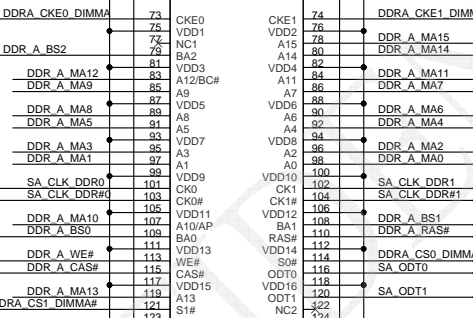 DDRA_CKE0_DIMMA 73 CKE0 CKE1 74 DDRA_CKE1_DIMM
75 VDD1 VDD2 76
77 NC1 A15 78 DDR_A_MA15
DDR_A_BS2 79 BA2 A14 80 DDR_A_MA14
81 VDD3 VDD4 82
DDR_A_MA12 83 A12/BC# A11 84 DDR_A_MA11
DDR_A_MA9 85 A9 A7 86 DDR_A_MA7
87 VDD5 VDD6 88
DDR_A_MA8 89 A8 A6 90 DDR_A_MA6
DDR_A_MA5 91 A5 A4 92 DDR_A_MA4
93 VDD7 VDD8 94
DDR_A_MA3 95 A3 A2 96 DDR_A_MA2
DDR_A_MA1 97 A1 A0 98 DDR_A_MA0
99 VDD9 VDD10 100
SA_CLK_DDR0 101 CK0 CK1 102 SA_CLK_DDR1
SA_CLK_DDR#0 103 CK0# CK1# 104 SA_CLK_DDR#1
105 VDD11 VDD12 106
DDR_A_MA10 107 A10/AP BA1 108 DDR_A_BS1
DDR_A_BS0 109 BA0 RAS# 110 DDR_A_RAS#
111 VDD13 VDD14 112
DDR_A_WE# 113 WE# S0# 114 DDRA_CS0_DIMMA
DDR_A_CAS# 115 CAS# ODT0 116 SA_ODT0
117 VDD15 VDD16 118
DDR_A_MA13 119 A13 ODT1 120 SA_ODT1
DRA_CS1_DIMMA# 121 S1# NC2 122
123 124